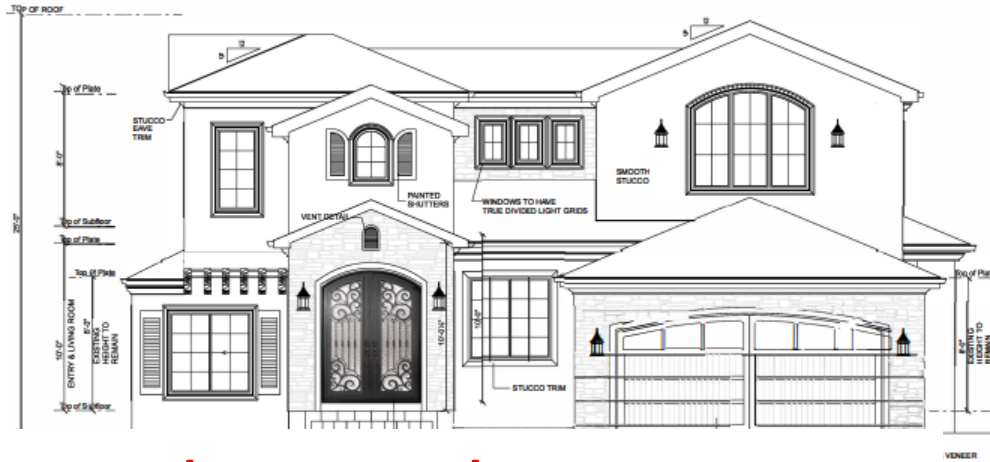 TOP OF ROOF
12
5
12
5
Top of Plate
STUCCO
EAVE
TRIM
8'-0"
25'-0"
SMOOTH
STUCCO
PAINTED
SHUTTERS
WINDOWS TO HAVE
TRUE DIVIDED LIGHT GRIDS
VENT DETAIL
Top of Subfloor
Top of Plate
Top of Plate
Top of Plate
10'-0"
ENTRY & LIVING ROOM
8'-0"
EXISTING
HEIGHT TO
REMAIN
10'-0½"
10'-0"
8'-0"
EXISTING
HEIGHT TO
REMAIN
STUCCO TRIM
Top of Subfloor
VENEER